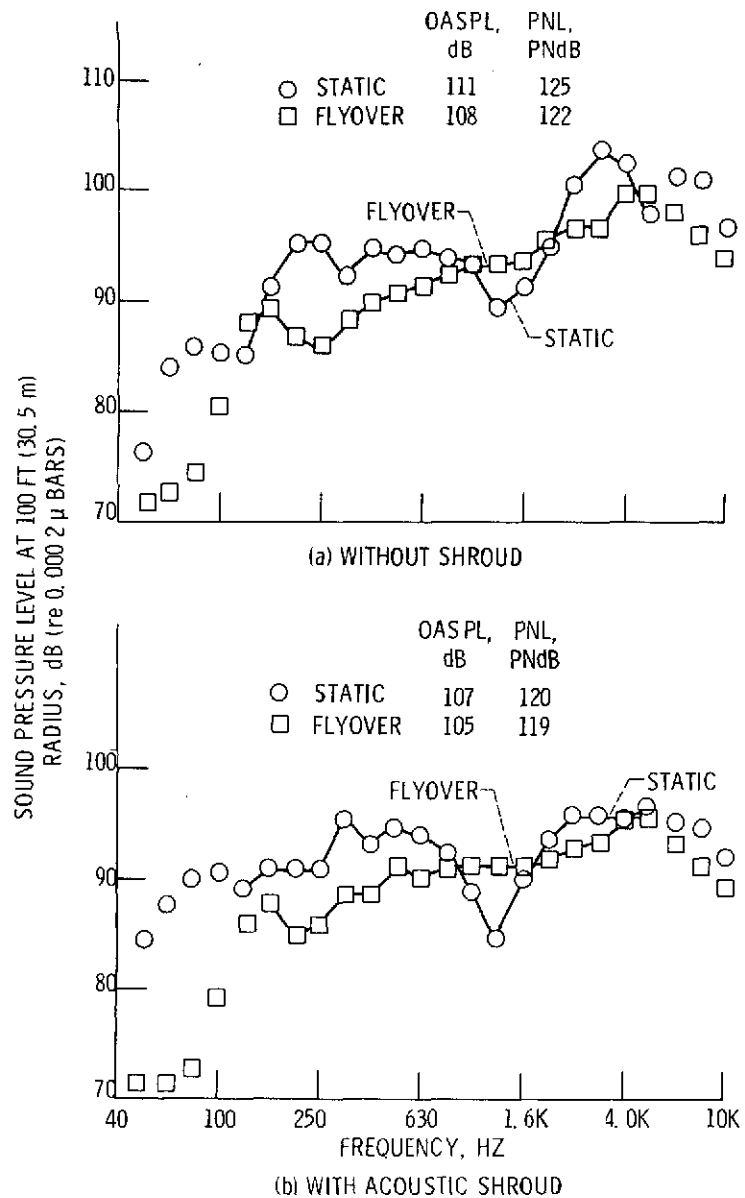 OASPL, PNL,
dB PNdB
110
STATIC 111 125
FLYOVER 108 122
100
FLYOVER
90
STATIC
80
70
(a) WITHOUT SHROUD
SOUND PRESSURE LEVEL AT 100 FT (30.5 m)
RADIUS, dB (re 0.0002 µ BARS)
OASPL, PNL,
dB PNdB
STATIC 107 120
FLYOVER 105 119
100
FLYOVER STATIC
90
80
70
40 100 250 630 1.6K 4.0K 10K
FREQUENCY, HZ
(b) WITH ACOUSTIC SHROUD